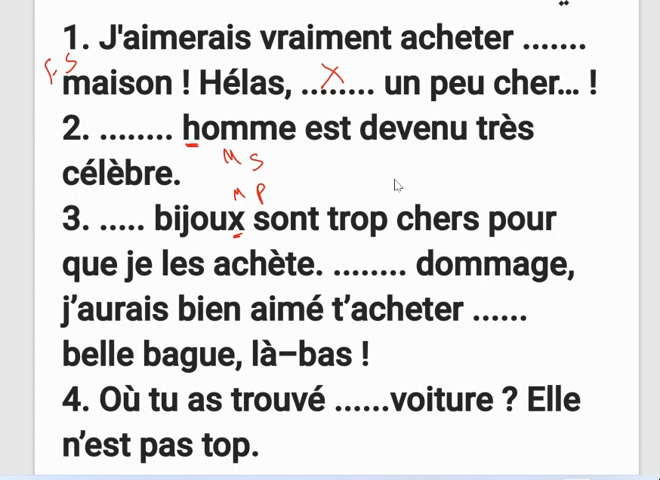 1. J'aimerais vraiment acheter .......
F. S
maison ! Hélas, ........ un peu cher... !
X
2. ........ homme est devenu très
M S
célèbre.
M P
3. ..... bijoux sont trop chers pour
que je les achète. ........ dommage,
j’aurais bien aimé t’acheter ......
belle bague, là–bas !
4. Où tu as trouvé ......voiture ? Elle
n’est pas top.